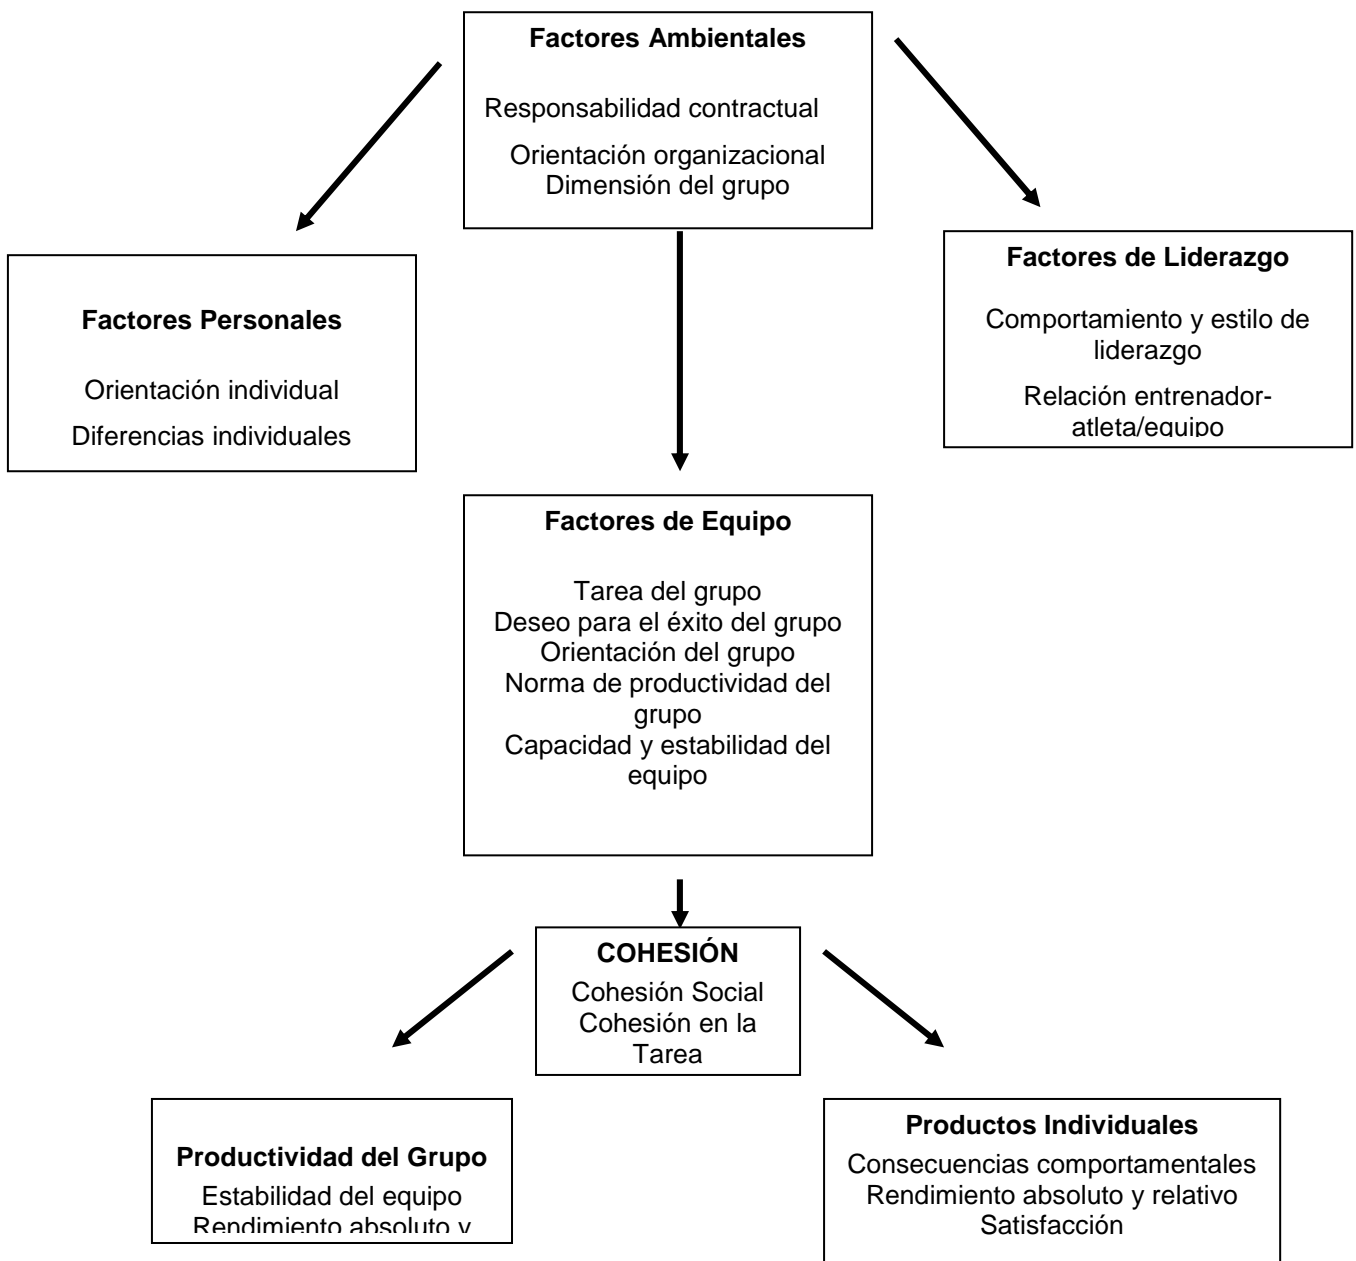 Factores Ambientales
Responsabilidad contractual
Orientación organizacional
Dimensión del grupo
Factores Personales
Orientación individual
Diferencias individuales
Factores de Liderazgo
Comportamiento y estilo de
liderazgo
Relación entrenador-
atleta/equipo
Factores de Equipo
Tarea del grupo
Deseo para el éxito del grupo
Orientación del grupo
Norma de productividad del
grupo
Capacidad y estabilidad del
equipo
COHESIÓN
Cohesión Social
Cohesión en la
Tarea
Productividad del Grupo
Estabilidad del equipo
Rendimiento absoluto y
Productos Individuales
Consecuencias comportamentales
Rendimiento absoluto y relativo
Satisfacción